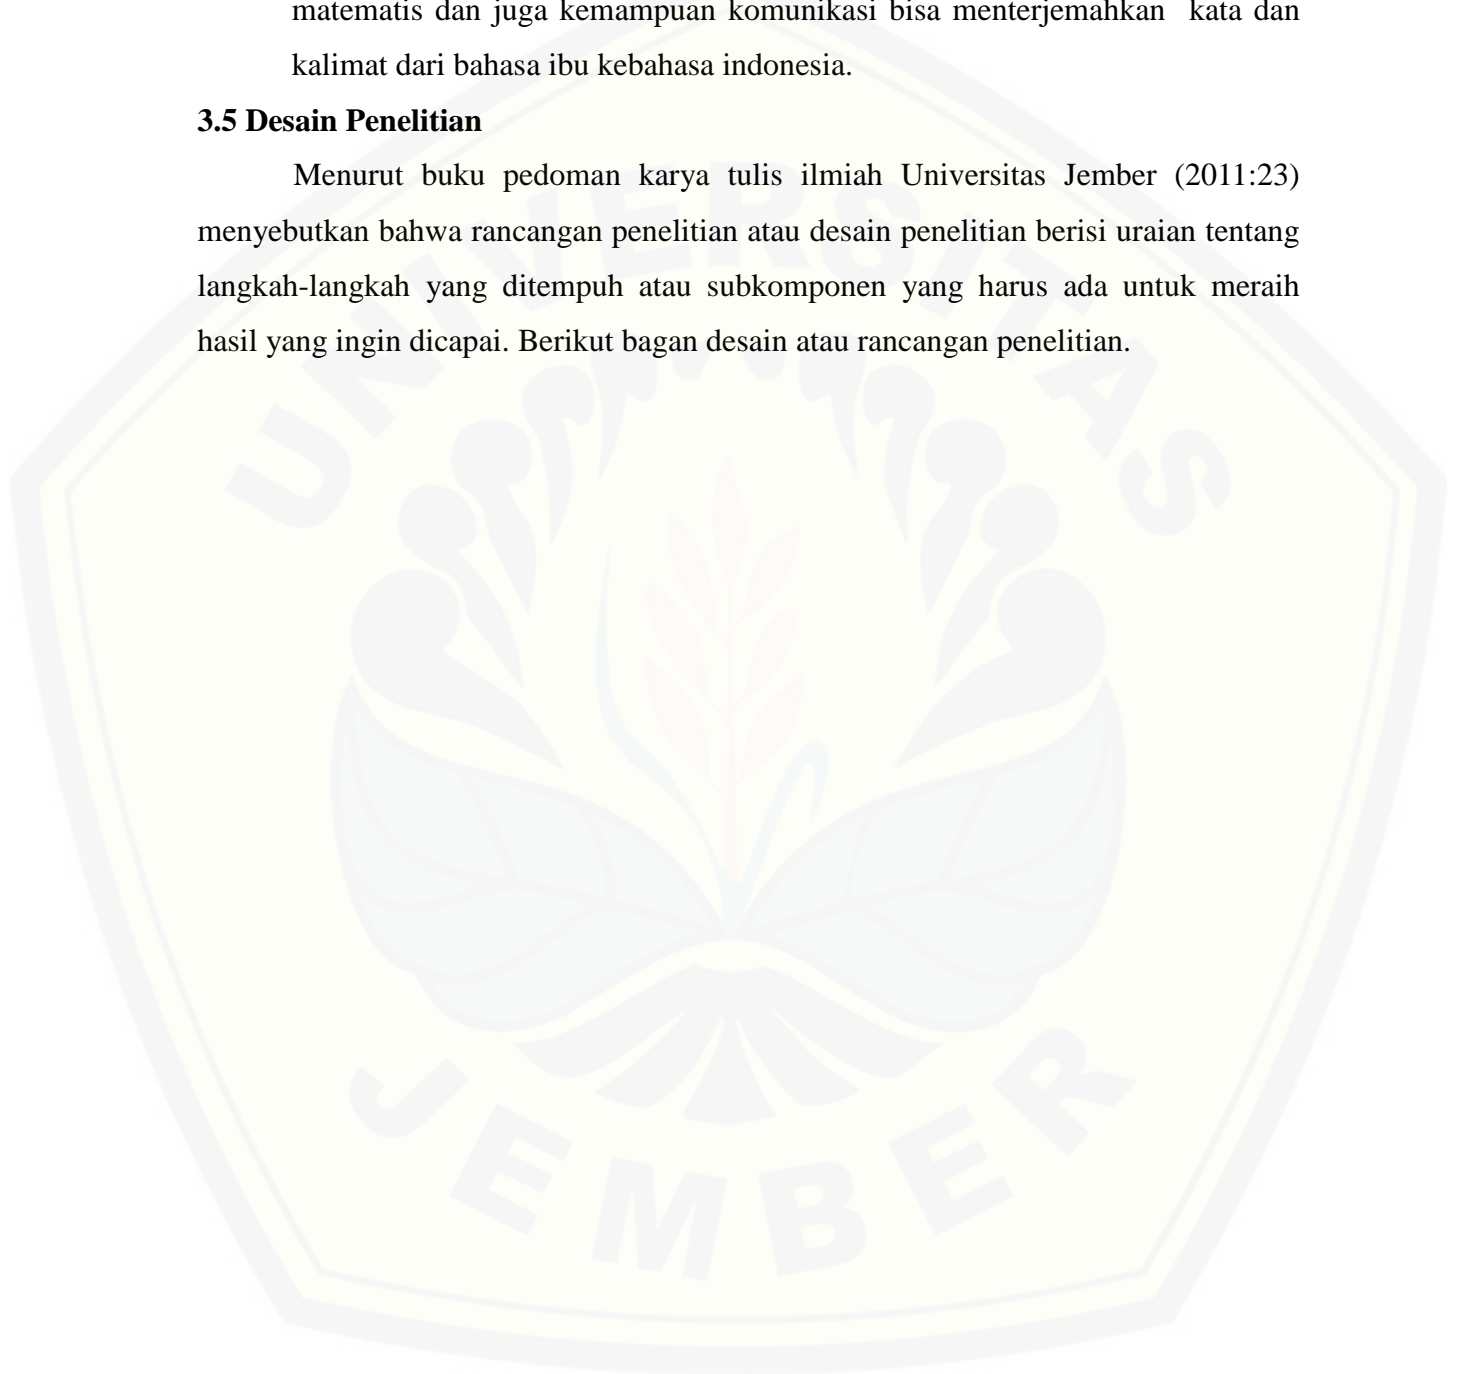 matematis dan juga kemampuan komunikasi bisa menterjemahkan kata dan
kalimat dari bahasa ibu kebahasa indonesia.
3.5 Desain Penelitian
Menurut buku pedoman karya tulis ilmiah Universitas Jember (2011:23)
menyebutkan bahwa rancangan penelitian atau desain penelitian berisi uraian tentang
langkah-langkah yang ditempuh atau subkomponen yang harus ada untuk meraih
hasil yang ingin dicapai. Berikut bagan desain atau rancangan penelitian.
UNIVERSITAS
JEMBER